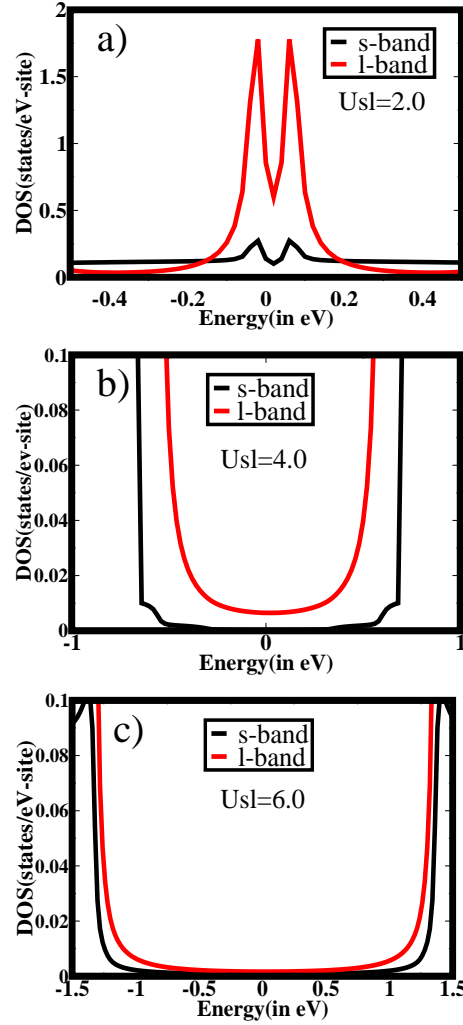 2
a)
s-band
l-band
1.5
Usl=2.0
1
0.5
0
DOS(states/eV-site)
-0.4
-0.2
0
0.2
0.4
Energy(in eV)
0.1
b)
s-band
l-band
0.08
Usl=4.0
0.06
0.04
0.02
0
DOS(states/ev-site)
-1
0
1
Energy(in eV)
0.1
c)
s-band
l-band
0.08
Usl=6.0
0.06
0.04
0.02
0
DOS(states/eV-site)
-1.5
-1
-0.5
0
0.5
1
1.5
Energy(in eV)